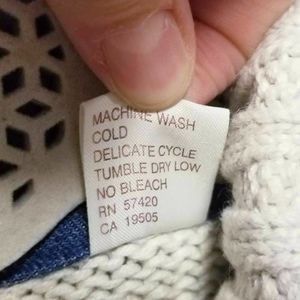 MACHINE WASH
COLD
DELICATE CYCLE
TUMBLE DRY LOW
NO BLEACH
RN 57420
CA 19505